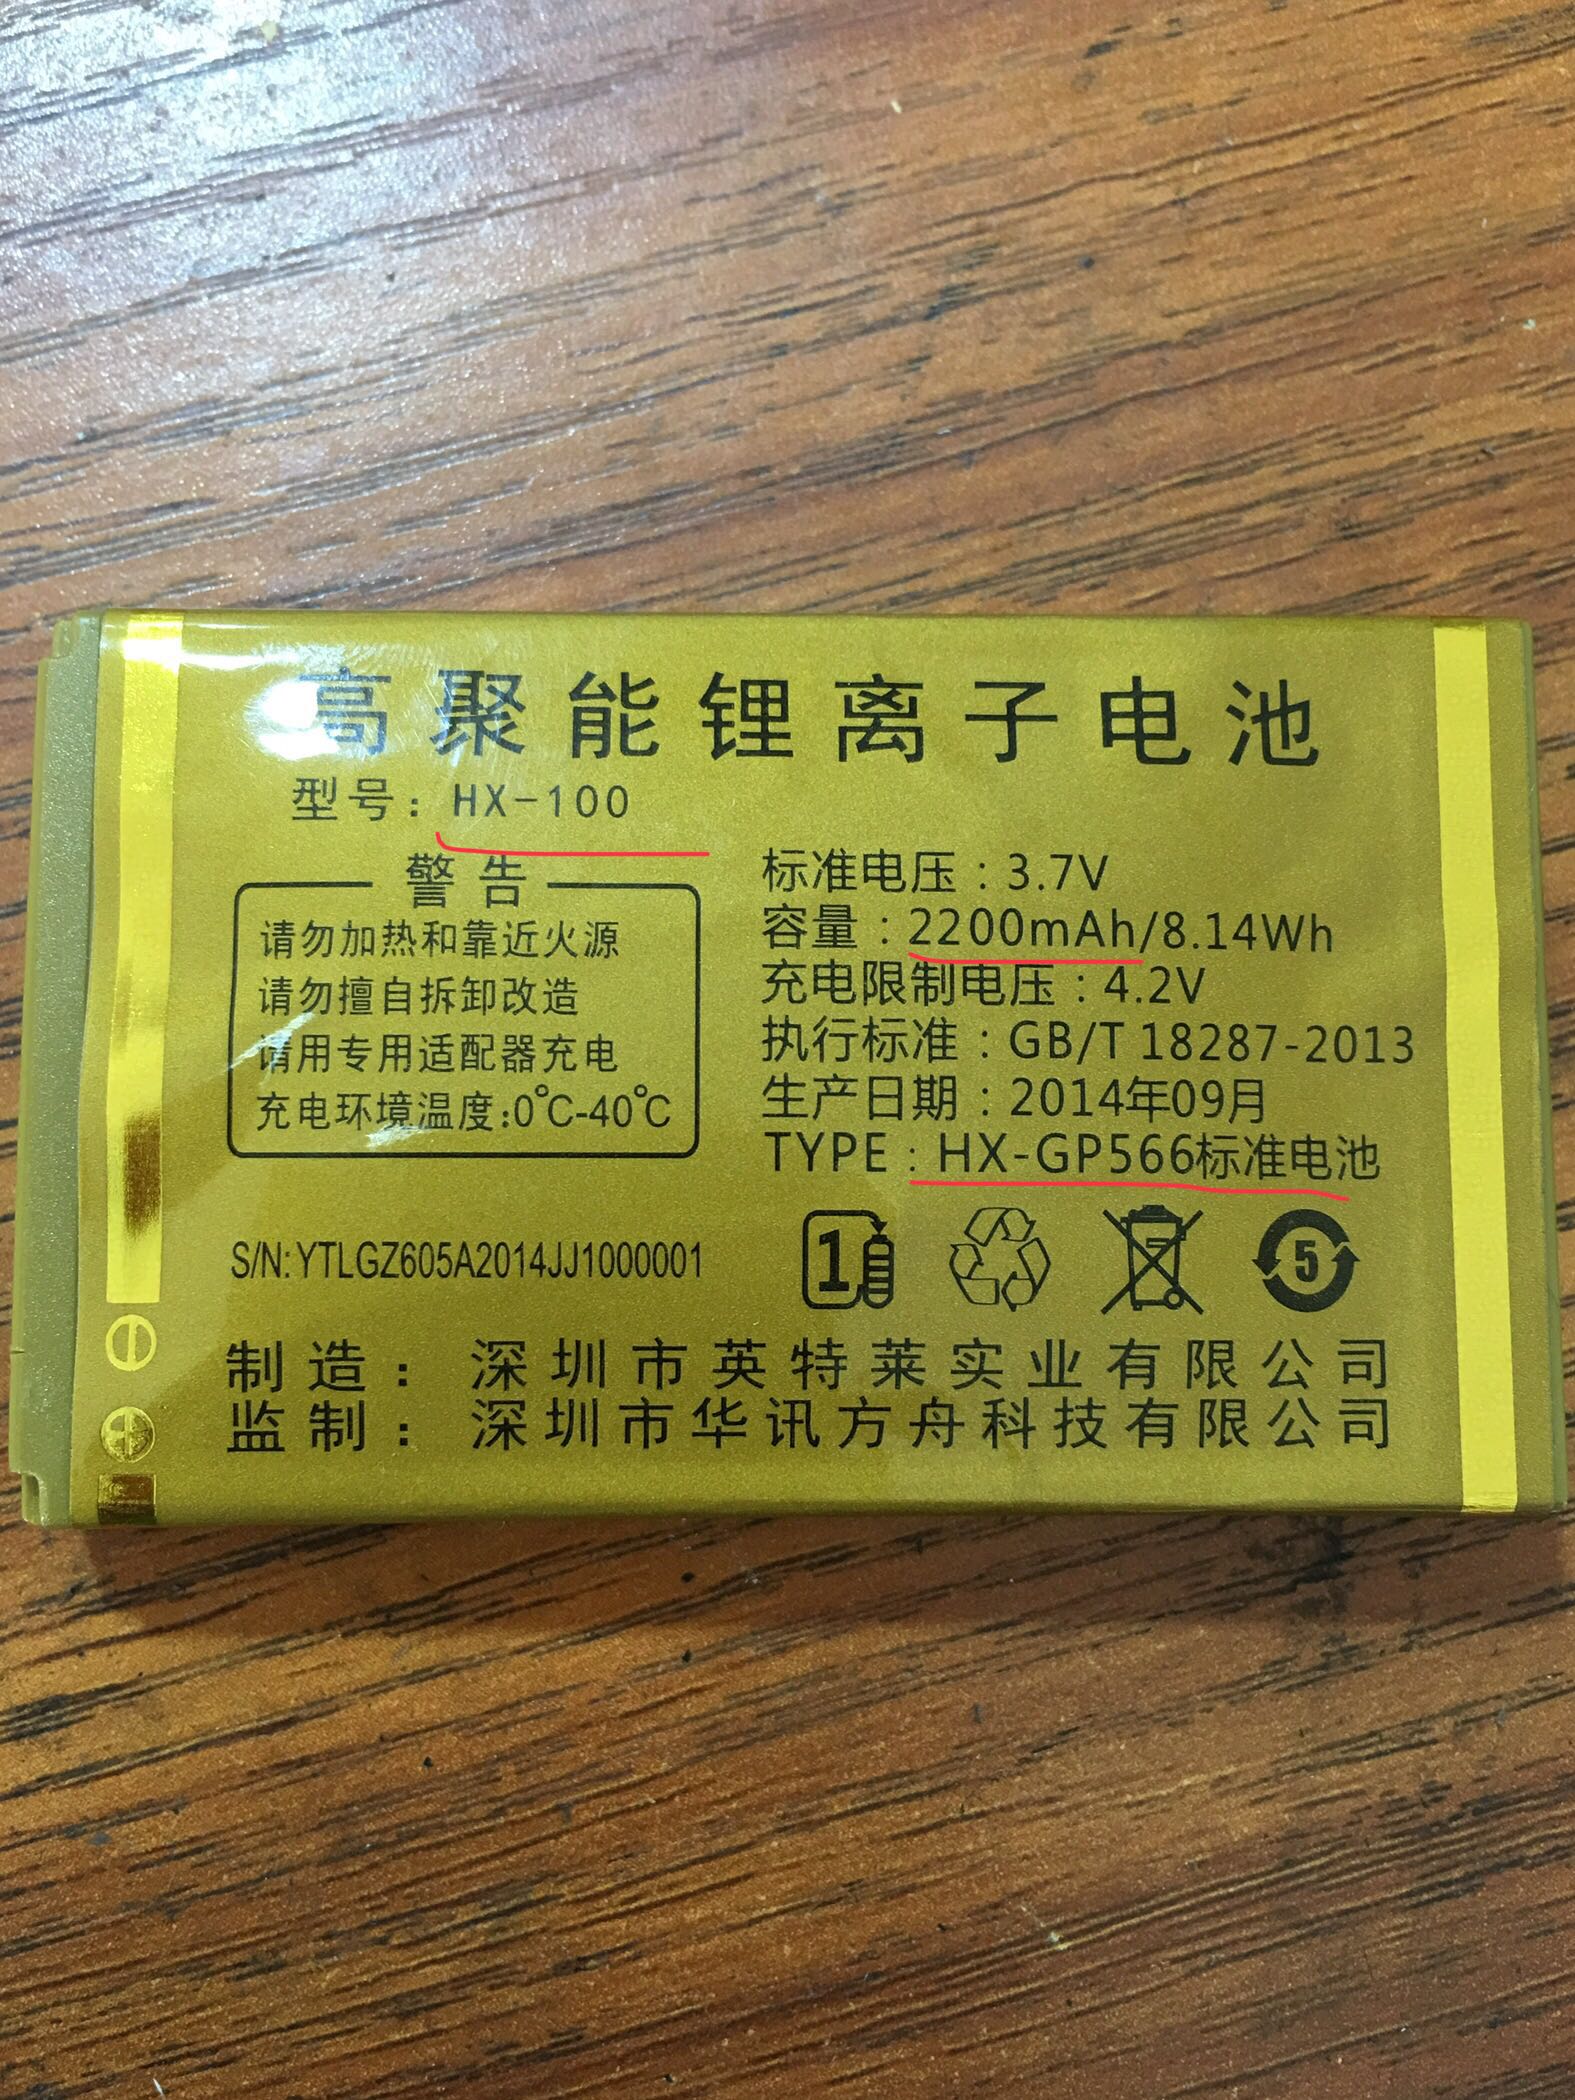 高聚能锂离子电池
型号：HX-100
警告
请勿加热和靠近火源
请勿擅自拆卸改造
请用专用适配器充电
充电环境温度:0℃-40℃
标准电压：3.7V
容量：2200mAh/8.14Wh
充电限制电压：4.2V
执行标准：GB/T 18287-2013
生产日期：2014年09月
TYPE：HX-GP566标准电池
S/N:YTLGZ605A2014JJ1000001
1
5
制造：深圳市英特莱实业有限公司
监制：深圳市华讯方舟科技有限公司